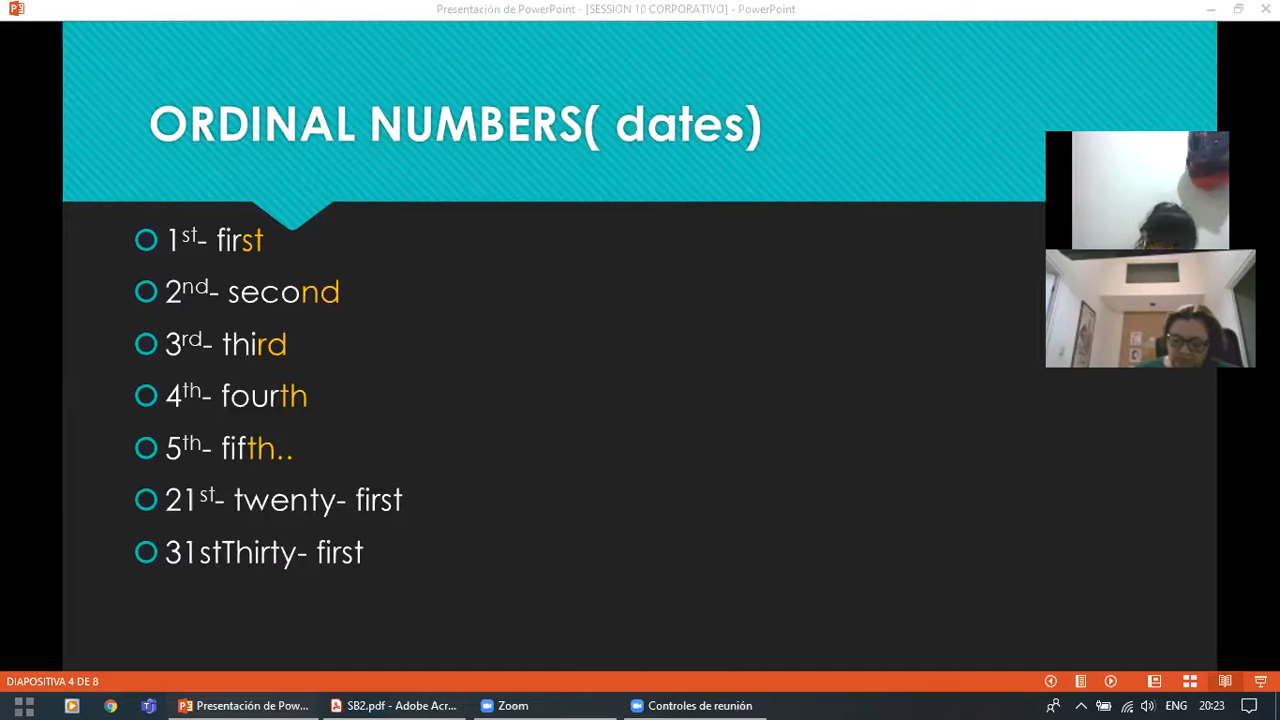 Presentación de PowerPoint - [SESSION 10 CORPORATIVO] - PowerPoint
ORDINAL NUMBERS( dates)
1st- first
2nd- second
3rd- third
4th- fourth
5th- fifth..
21st- twenty- first
31stThirty- first
DIAPOSITIVA 4 DE 8
Presentación de Pow... SB2.pdf - Adobe Acr... Zoom Controles de reunión ENG 20:23